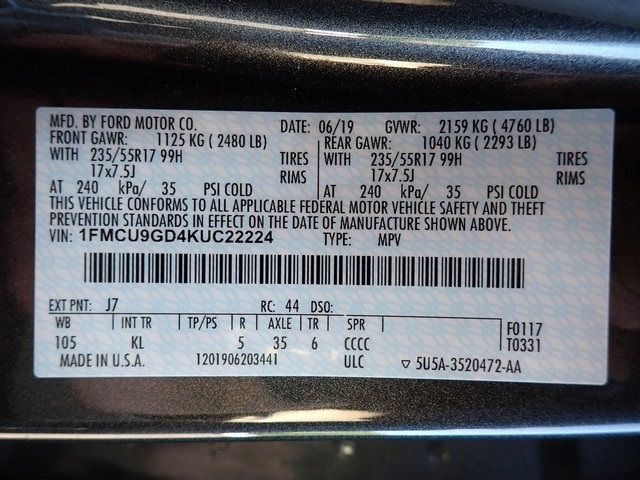 MFD. BY FORD MOTOR CO. DATE: 06/19 GVWR: 2159 KG ( 4760 LB)
FRONT GAWR: 1125 KG ( 2480 LB) REAR GAWR: 1040 KG ( 2293 LB)
WITH 235/55R17 99H TIRES WITH 235/55R17 99H TIRES
17x7.5J RIMS 17x7.5J RIMS
AT 240 kPa/ 35 PSI COLD AT 240 kPa/ 35 PSI COLD
THIS VEHICLE CONFORMS TO ALL APPLICABLE FEDERAL MOTOR VEHICLE SAFETY AND THEFT
PREVENTION STANDARDS IN EFFECT ON THE DATE OF MANUFACTURE SHOWN ABOVE.
VIN: 1FMCU9GD4KUC22224 TYPE: MPV
EXT PNT: J7 RC: 44 DSO:
WB INT TR TP/PS R AXLE TR SPR F0117
105 KL 5 35 6 CCCC T0331
MADE IN U.S.A. 1201906203441 ULC ▽ 5U5A-3520472-AA